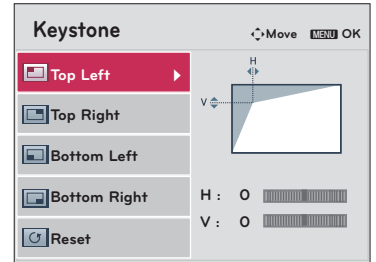 Keystone
Move MENU OK
Top Left
Top Right
Bottom Left
Bottom Right
Reset
H
V
H : 0
V : 0